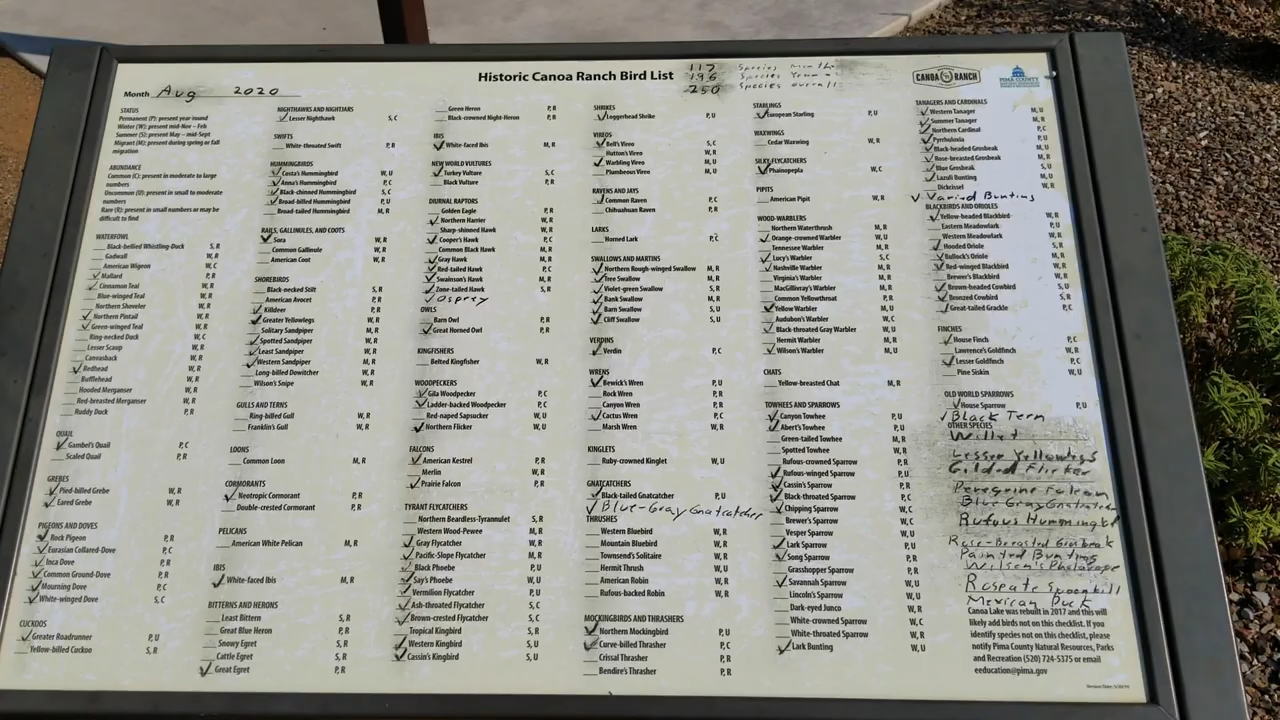 Historic Canoa Ranch Bird List
117 Species Month
196 Species Year
250 Species overall
CANOA RANCH
PIMA COUNTY
Month Aug 2020
STATUS
Permanent (P): present year round
Winter (W): present mid-Nov – Feb
Summer (S): present May – mid-Sept
Migrant (M): present during spring or fall
migration
ABUNDANCE
Common (C): present in moderate to large
numbers
Uncommon (U): present in small to moderate
numbers
Rare (R): present in small numbers or may be
difficult to find
WATERFOWL
Black-bellied Whistling-Duck S, R
Gadwall W, R
American Wigeon W, C
Mallard P, R
Cinnamon Teal W, R
Blue-winged Teal W, R
Northern Shoveler W, R
Northern Pintail W, R
Green-winged Teal W, R
Ring-necked Duck W, C
Lesser Scaup W, R
Canvasback W, R
Redhead W, R
Bufflehead W, R
Hooded Merganser W, R
Red-breasted Merganser W, R
Ruddy Duck P, R
QUAIL
Gambel's Quail P, C
Scaled Quail P, R
GREBES
Pied-billed Grebe W, R
Eared Grebe W, R
PIGEONS AND DOVES
Rock Pigeon P, R
Eurasian Collared-Dove P, C
Inca Dove P, R
Common Ground-Dove P, R
Mourning Dove P, C
White-winged Dove S, C
CUCKOOS
Greater Roadrunner P, U
Yellow-billed Cuckoo S, R
NIGHTHAWKS AND NIGHTJARS
Lesser Nighthawk S, C
SWIFTS
White-throated Swift P, R
HUMMINGBIRDS
Costa's Hummingbird W, U
Anna's Hummingbird P, C
Black-chinned Hummingbird S, C
Broad-billed Hummingbird P, U
Broad-tailed Hummingbird M, R
RAILS, GALLINULES, AND COOTS
Sora W, R
Common Gallinule W, R
American Coot W, R
SHOREBIRDS
Black-necked Stilt S, R
American Avocet P, R
Killdeer P, R
Greater Yellowlegs W, R
Solitary Sandpiper M, R
Spotted Sandpiper W, R
Least Sandpiper W, R
Western Sandpiper M, R
Long-billed Dowitcher W, R
Wilson's Snipe W, R
GULLS AND TERNS
Ring-billed Gull W, R
Franklin's Gull W, R
LOONS
Common Loon M, R
CORMORANTS
Neotropic Cormorant P, R
Double-crested Cormorant P, R
PELICANS
American White Pelican M, R
IBIS
White-faced Ibis M, R
BITTERNS AND HERONS
Least Bittern S, R
Great Blue Heron P, R
Snowy Egret S, R
Cattle Egret S, R
Great Egret P, R
Green Heron P, R
Black-crowned Night-Heron P, R
IBIS
White-faced Ibis M, R
NEW WORLD VULTURES
Turkey Vulture S, C
Black Vulture P, R
DIURNAL RAPTORS
Golden Eagle P, R
Northern Harrier W, R
Sharp-shinned Hawk W, R
Cooper's Hawk P, C
Common Black Hawk M, R
Gray Hawk M, R
Red-tailed Hawk P, C
Swainson's Hawk M, R
Zone-tailed Hawk S, R
Osprey
OWLS
Barn Owl P, R
Great Horned Owl P, R
KINGFISHERS
Belted Kingfisher W, R
WOODPECKERS
Gila Woodpecker P, C
Ladder-backed Woodpecker P, C
Red-naped Sapsucker W, U
Northern Flicker W, U
FALCONS
American Kestrel P, R
Merlin W, R
Prairie Falcon P, R
TYRANT FLYCATCHERS
Northern Beardless-Tyrannulet S, R
Western Wood-Pewee M, R
Gray Flycatcher W, R
Pacific-Slope Flycatcher M, R
Black Phoebe P, U
Say's Phoebe W, U
Vermilion Flycatcher P, U
Ash-throated Flycatcher S, C
Brown-crested Flycatcher S, C
Tropical Kingbird S, R
Western Kingbird S, U
Cassin's Kingbird S, U
SHRIKES
Loggerhead Shrike P, U
VIREOS
Bell's Vireo S, C
Hutton's Vireo W, R
Warbling Vireo M, U
Plumbeous Vireo M, U
RAVENS AND JAYS
Common Raven P, C
Chihuahuan Raven P, R
LARKS
Horned Lark P, C
SWALLOWS AND MARTINS
Northern Rough-winged Swallow M, R
Tree Swallow M, R
Violet-green Swallow S, R
Bank Swallow M, R
Barn Swallow S, U
Cliff Swallow S, U
VERDINS
Verdin P, C
WRENS
Bewick's Wren P, U
Rock Wren P, R
Canyon Wren P, R
Cactus Wren P, C
Marsh Wren W, R
KINGLETS
Ruby-crowned Kinglet W, U
GNATCATCHERS
Black-tailed Gnatcatcher P, U
Blue-Gray Gnatcatcher
THRUSHES
Western Bluebird W, R
Mountain Bluebird W, R
Townsend's Solitaire W, R
Hermit Thrush W, U
American Robin W, R
Rufous-backed Robin W, R
MOCKINGBIRDS AND THRASHERS
Northern Mockingbird P, U
Curve-billed Thrasher P, C
Crissal Thrasher P, R
Bendire's Thrasher P, R
STARLINGS
European Starling P, U
WAXWINGS
Cedar Waxwing W, R
SILKY-FLYCATCHERS
Phainopepla W, C
PIPITS
American Pipit W, R
WOOD-WARBLERS
Northern Waterthrush M, R
Orange-crowned Warbler W, U
Tennessee Warbler M, R
Lucy's Warbler S, C
Nashville Warbler M, R
Virginia's Warbler M, R
MacGillivray's Warbler M, R
Common Yellowthroat M, R
Yellow Warbler M, R
Audubon's Warbler W, C
Black-throated Gray Warbler W, U
Hermit Warbler M, R
Wilson's Warbler M, U
CHATS
Yellow-breasted Chat M, R
TOWHEES AND SPARROWS
Canyon Towhee P, U
Abert's Towhee P, U
Green-tailed Towhee M, R
Spotted Towhee M, R
Rufous-crowned Sparrow P, R
Rufous-winged Sparrow P, R
Cassin's Sparrow P, R
Black-throated Sparrow P, C
Chipping Sparrow W, C
Brewer's Sparrow W, C
Vesper Sparrow W, U
Lark Sparrow P, U
Song Sparrow P, R
Grasshopper Sparrow P, R
Savannah Sparrow W, U
Lincoln's Sparrow W, U
Dark-eyed Junco W, R
White-crowned Sparrow W, C
White-throated Sparrow W, R
Lark Bunting W, U
TANAGERS AND CARDINALS
Western Tanager M, U
Summer Tanager M, R
Northern Cardinal P, C
Pyrrhuloxia P, U
Black-headed Grosbeak M, U
Rose-breasted Grosbeak M, R
Blue Grosbeak S, U
Lazuli Bunting M, U
Dickcissel W, R
Varied Bunting
BLACKBIRDS AND ORIOLES
Yellow-headed Blackbird W, R
Eastern Meadowlark P, U
Western Meadowlark W, R
Hooded Oriole S, R
Bullock's Oriole M, R
Red-winged Blackbird W, R
Brewer's Blackbird W, R
Brown-headed Cowbird S, U
Bronzed Cowbird S, R
Great-tailed Grackle P, C
FINCHES
House Finch P, C
Lawrence's Goldfinch W, R
Lesser Goldfinch P, C
Pine Siskin W, U
OLD WORLD SPARROWS
House Sparrow P, U
Black Tern
OTHER SPECIES
Willet
Lesser Yellowlegs
Gilded Flicker
Peregrine Falcon
Blue Gray Gnatcatcher
Rufous Hummingbd
Rose-Breasted Grosbeak
Painted Bunting
Wilson's Phalarope
Roseate Spoonbill
Mexican Duck
Canoa Lake was rebuilt in 2017 and this will
likely add birds not on this checklist. If you
identify species not on this checklist, please
notify Pima County Natural Resources, Parks
and Recreation (520) 724-5375 or email
eeducation@pima.gov